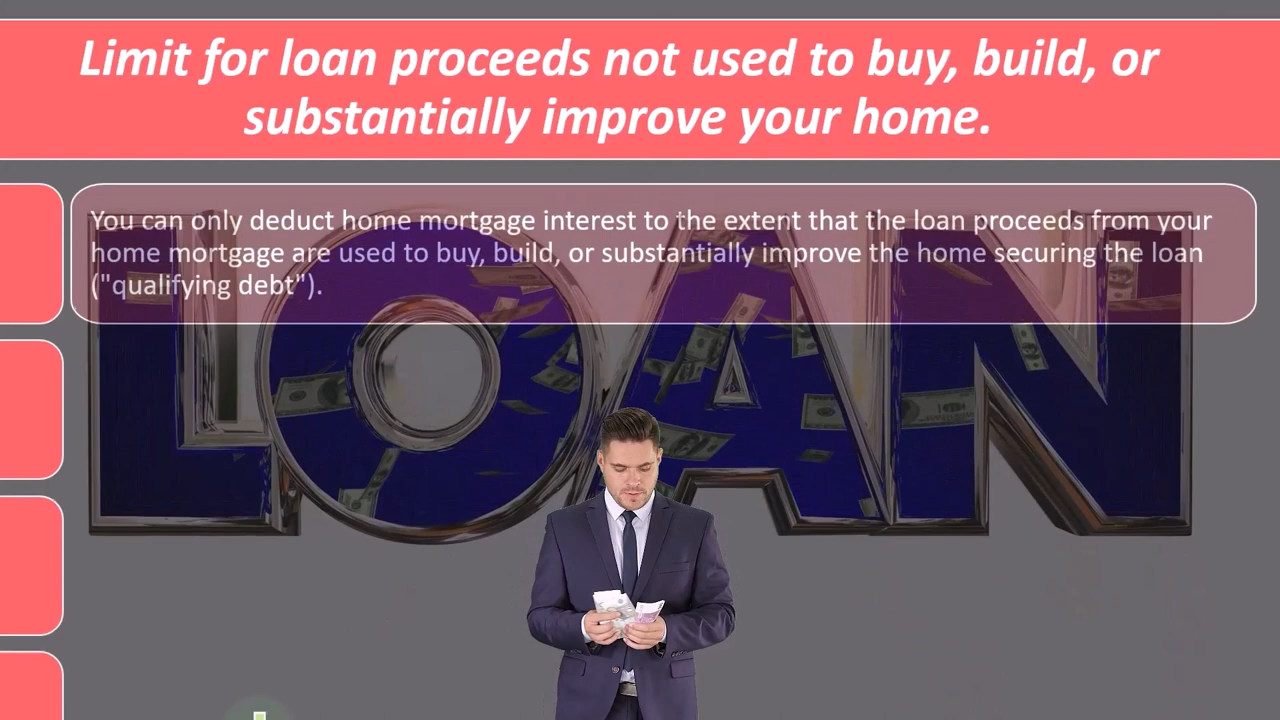 Limit for loan proceeds not used to buy, build, or
substantially improve your home.
You can only deduct home mortgage interest to the extent that the loan proceeds from your
home mortgage are used to buy, build, or substantially improve the home securing the loan
("qualifying debt").
LOAN